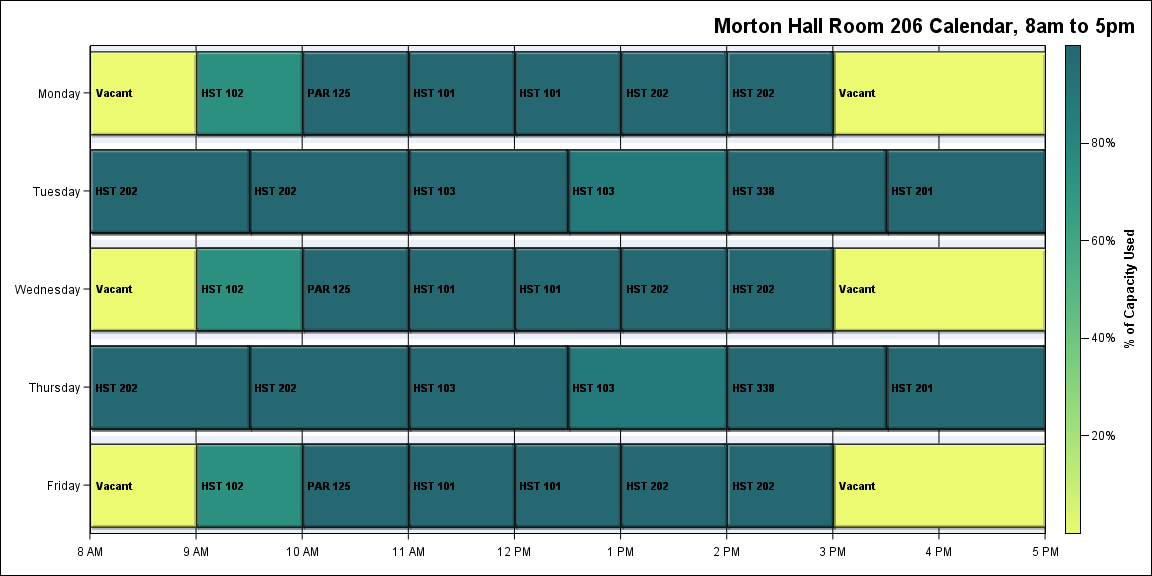 Morton Hall Room 206 Calendar, 8am to 5pm
Monday
Vacant HST 102 PAR 125 HST 101 HST 101 HST 202 HST 202 Vacant
Tuesday
HST 202 HST 202 HST 103 HST 103 HST 338 HST 201
Wednesday
Vacant HST 102 PAR 125 HST 101 HST 101 HST 202 HST 202 Vacant
Thursday
HST 202 HST 202 HST 103 HST 103 HST 338 HST 201
Friday
Vacant HST 102 PAR 125 HST 101 HST 101 HST 202 HST 202 Vacant
8 AM 9 AM 10 AM 11 AM 12 PM 1 PM 2 PM 3 PM 4 PM 5 PM
80%
60%
40%
20%
% of Capacity Used